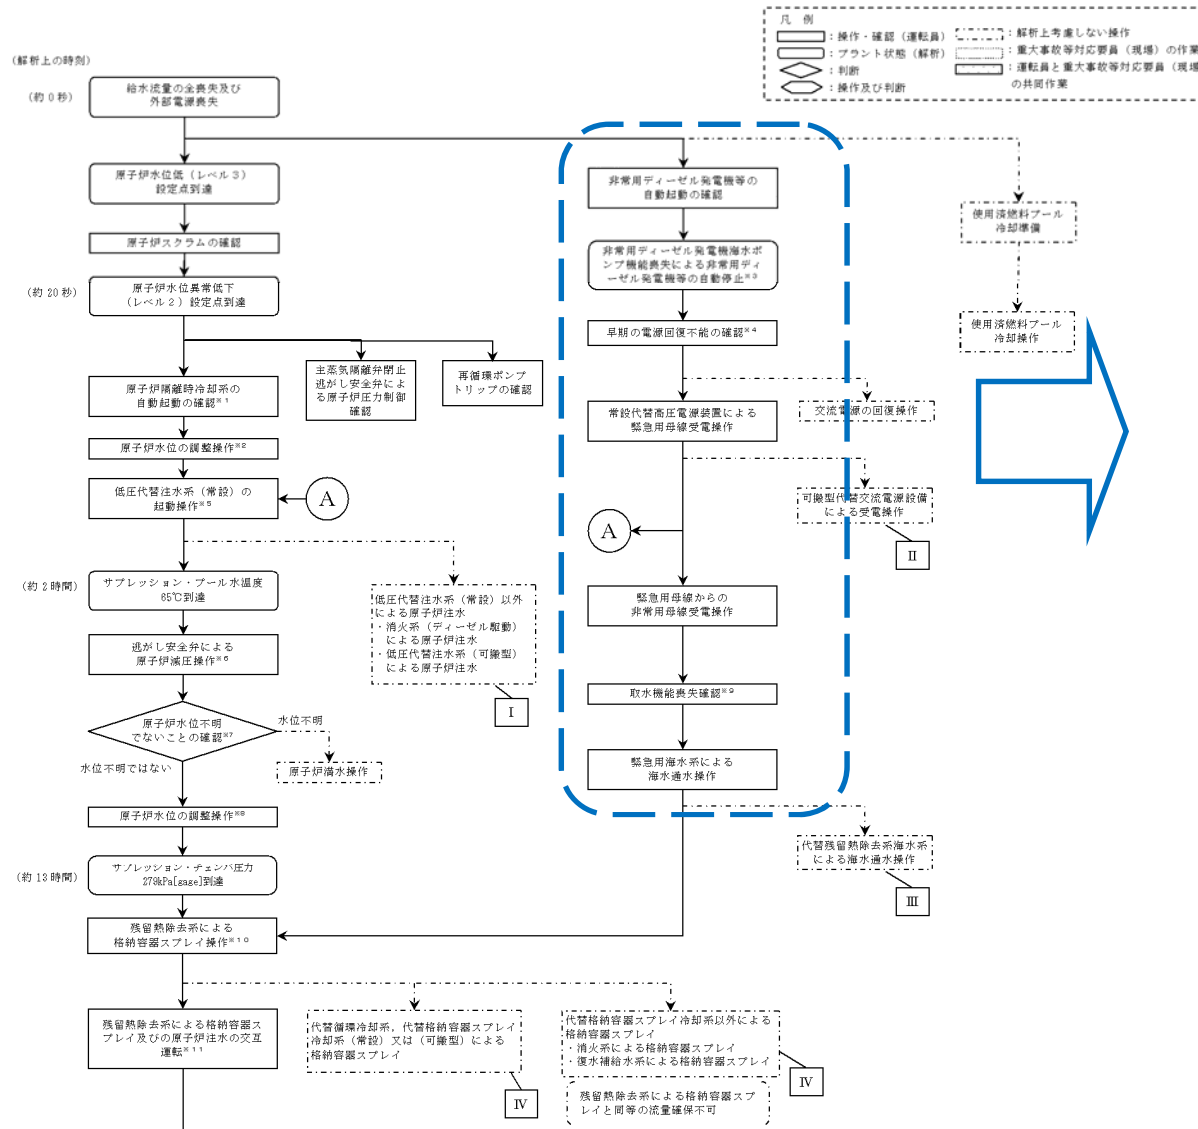 凡 例
：操作・確認（運転員）
：プラント状態（解析）
：判断
：操作及び判断
：解析上考慮しない操作
：重大事故等対応要員（現場）の作業
：運転員と重大事故等対応要員（現場
の共同作業
(解析上の時刻)
(約0秒)
給水流量の全喪失及び
外部電源喪失
原子炉水位低（レベル3）
設定点到達
原子炉スクラムの確認
(約20秒)
原子炉水位異常低下
（レベル2）設定点到達
主蒸気隔離弁閉止
逃がし安全弁によ
る原子炉圧力制御
確認
再循環ポンプ
トリップの確認
原子炉隔離時冷却系の
自動起動の確認※1
原子炉水位の調整操作※2
低圧代替注水系（常設）の
起動操作※5
A
(約2時間)
サプレッション・プール水温度
65℃到達
低圧代替注水系（常設）以外
による原子炉注水
・消火系（ディーゼル駆動）
による原子炉注水
・低圧代替注水系（可搬型）
による原子炉注水
I
逃がし安全弁による
原子炉減圧操作※6
原子炉水位不明
でないことの確認※7
水位不明
水位不明ではない
原子炉満水操作
原子炉水位の調整操作※8
(約13時間)
サプレッション・チェンバ圧力
279kPa[gage]到達
残留熱除去系による
格納容器スプレイ操作※10
残留熱除去系による格納容器ス
プレイ及びの原子炉注水の交互
運転※11
非常用ディーゼル発電機等の
自動起動の確認
非常用ディーゼル発電機海水ポ
ンプ機能喪失による非常用ディ
ーゼル発電機等の自動停止※3
早期の電源回復不能の確認※4
常設代替高圧電源装置による
緊急用母線受電操作
交流電源の回復操作
可搬型代替交流電源設備
による受電操作
II
A
緊急用母線からの
非常用母線受電操作
取水機能喪失確認※9
緊急用海水系による
海水通水操作
代替残留熱除去系海水系
による海水通水操作
III
使用済燃料プール
冷却準備
使用済燃料プール
冷却操作
代替循環冷却系，代替格納容器スプレイ
冷却系（常設）又は（可搬型）による
格納容器スプレイ
IV
代替格納容器スプレイ冷却系以外による
格納容器スプレイ
・消火系による格納容器スプレイ
・復水補給水系による格納容器スプレイ
IV
残留熱除去系による格納容器スプ
レイと同等の流量確保不可